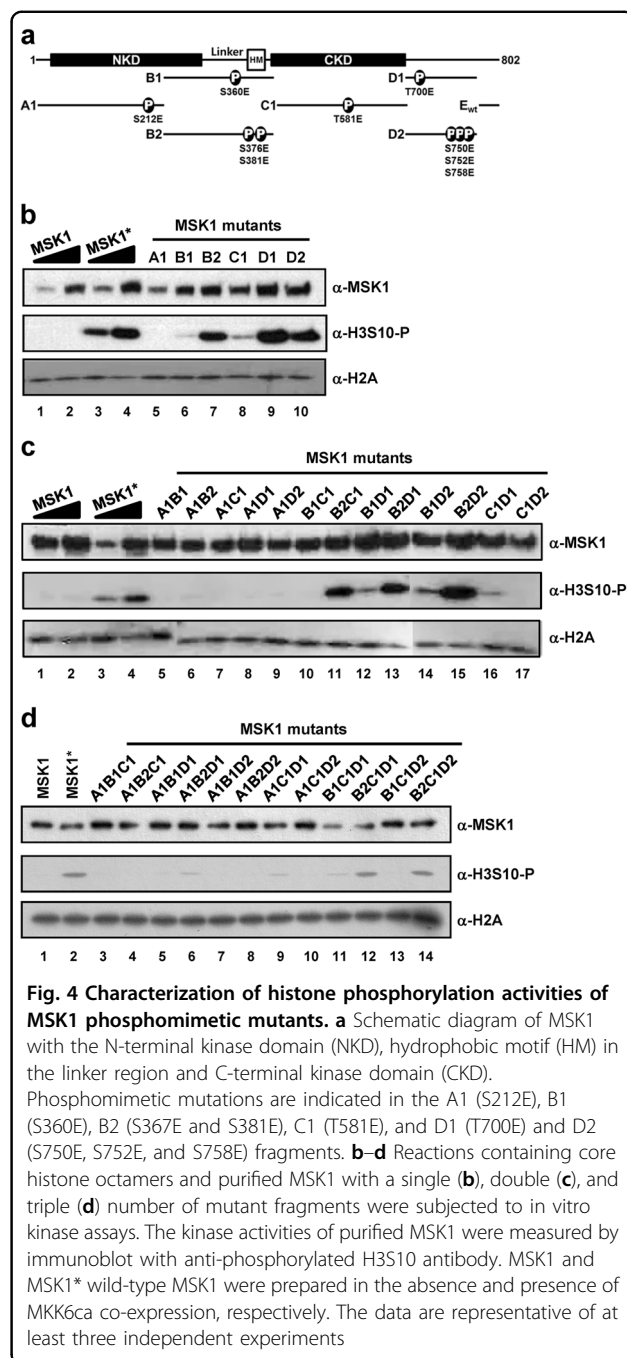 a
1 NKD Linker HM CKD 802
B1 P S360E D1 P T700E
A1 P S212E C1 P T581E Ewt
B2 P P S376E S381E D2 P P P S750E S752E S758E
b
MSK1 MSK1* MSK1 mutants
A1 B1 B2 C1 D1 D2
α-MSK1
α-H3S10-P
α-H2A
1 2 3 4 5 6 7 8 9 10
c
MSK1 mutants
MSK1 MSK1* A1B1 A1B2 A1C1 A1D1 A1D2 B1C1 B2C1 B1D1 B2D1 B1D2 B2D2 C1D1 C1D2
α-MSK1
α-H3S10-P
α-H2A
1 2 3 4 5 6 7 8 9 10 11 12 13 14 15 16 17
d
MSK1 mutants
MSK1 MSK1* A1B1C1 A1B2C1 A1B1D1 A1B2D1 A1B1D2 A1B2D2 A1C1D1 A1C1D2 B1C1D1 B2C1D1 B1C1D2 B2C1D2
α-MSK1
α-H3S10-P
α-H2A
1 2 3 4 5 6 7 8 9 10 11 12 13 14
Fig. 4 Characterization of histone phosphorylation activities of
MSK1 phosphomimetic mutants. a Schematic diagram of MSK1
with the N-terminal kinase domain (NKD), hydrophobic motif (HM) in
the linker region and C-terminal kinase domain (CKD).
Phosphomimetic mutations are indicated in the A1 (S212E), B1
(S360E), B2 (S367E and S381E), C1 (T581E), and D1 (T700E) and D2
(S750E, S752E, and S758E) fragments. b–d Reactions containing core
histone octamers and purified MSK1 with a single (b), double (c), and
triple (d) number of mutant fragments were subjected to in vitro
kinase assays. The kinase activities of purified MSK1 were measured by
immunoblot with anti-phosphorylated H3S10 antibody. MSK1 and
MSK1* wild-type MSK1 were prepared in the absence and presence of
MKK6ca co-expression, respectively. The data are representative of at
least three independent experiments